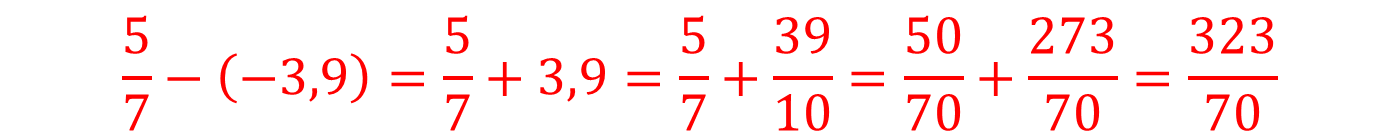 5/7 − (−3,9) = 5/7 + 3,9 = 5/7 + 39/10 = 50/70 + 273/70 = 323/70